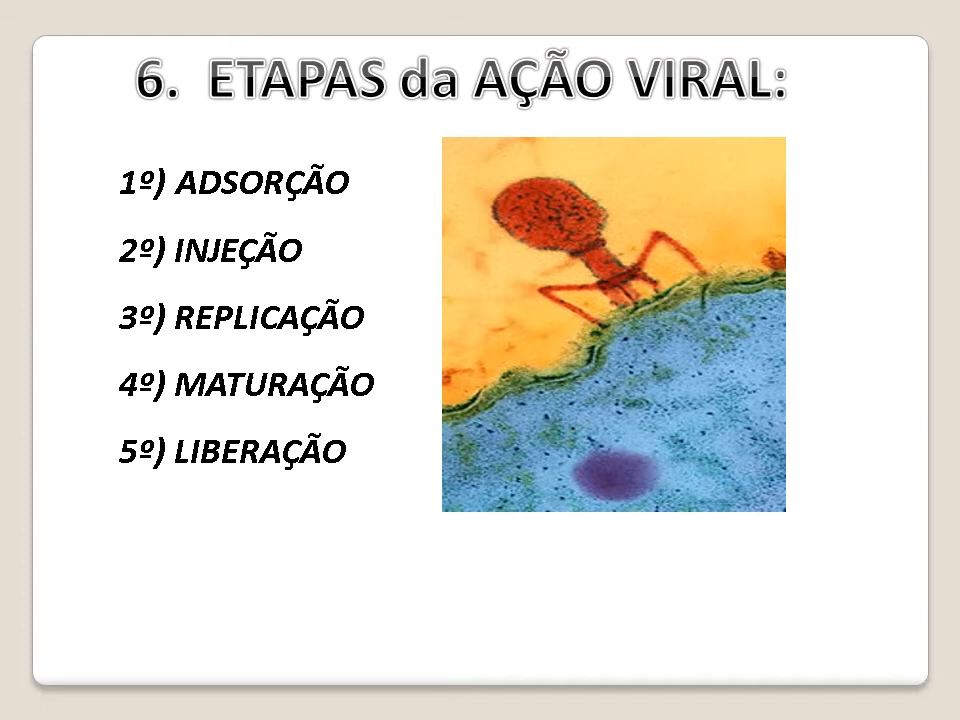 6. ETAPAS da AÇÃO VIRAL:
1º) ADSORÇÃO
2º) INJEÇÃO
3º) REPLICAÇÃO
4º) MATURAÇÃO
5º) LIBERAÇÃO